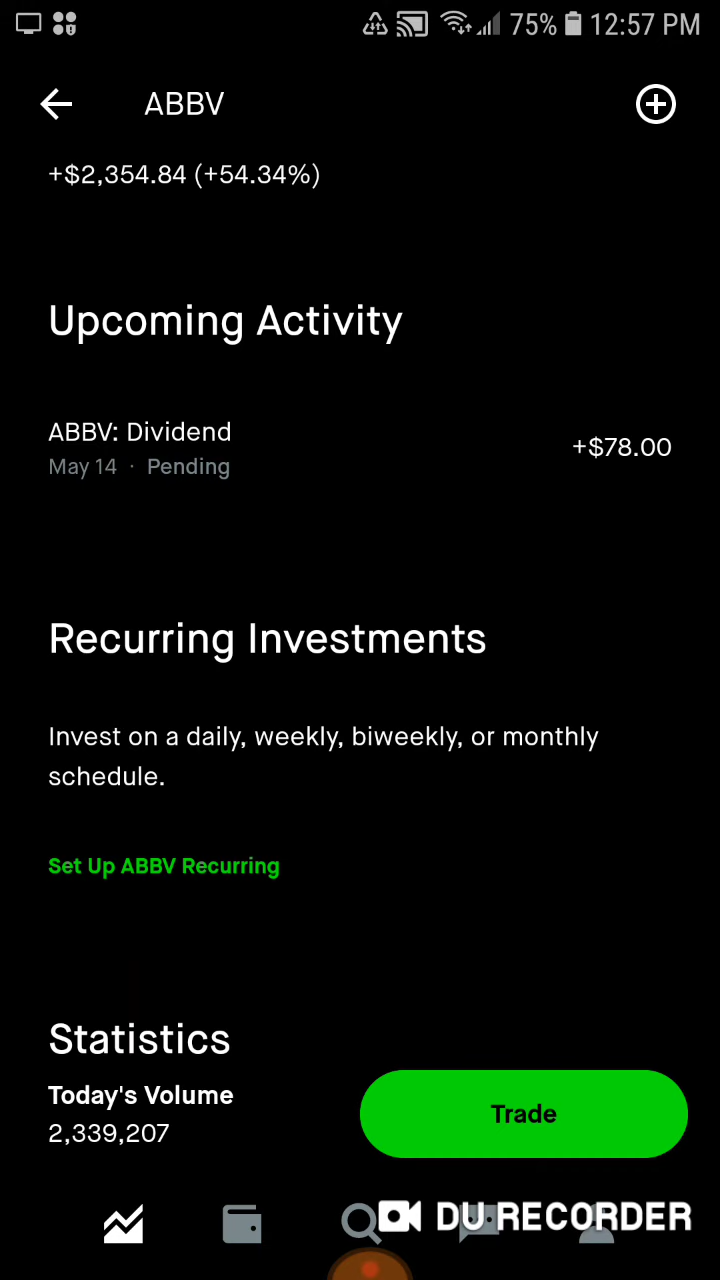 75% 12:57 PM
ABBV
+$2,354.84 (+54.34%)
Upcoming Activity
ABBV: Dividend
+$78.00
May 14 · Pending
Recurring Investments
Invest on a daily, weekly, biweekly, or monthly
schedule.
Set Up ABBV Recurring
Statistics
Today's Volume
2,339,207
Trade
DU RECORDER